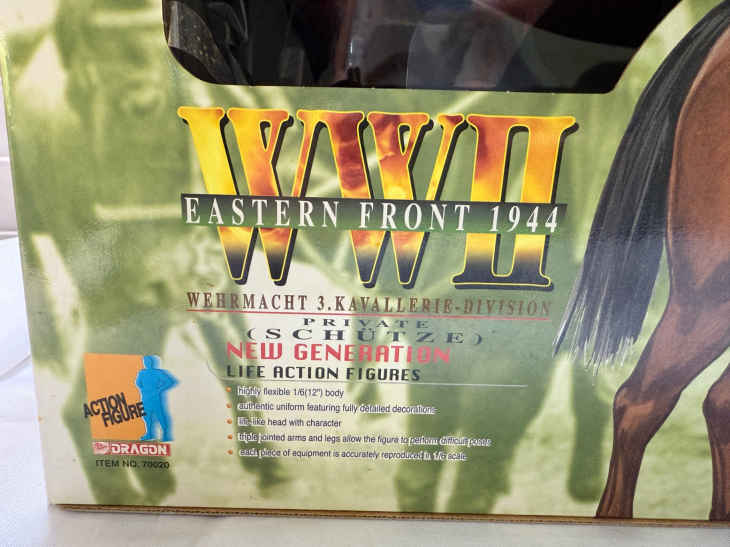 WWII
EASTERN FRONT 1944
WEHRMACHT 3.KAVALLERIE-DIVISION
PRIVATE
(SCHÜTZE)
NEW GENERATION
LIFE ACTION FIGURES
highly flexible 1/6(12") body
authentic uniform featuring fully detailed decorations
life-like head with character
triple jointed arms and legs allow the figure to perform difficult poses
each piece of equipment is accurately reproduced in 1/6 scale
ACTION
FIGURE
DRAGON
ITEM NO. 70020